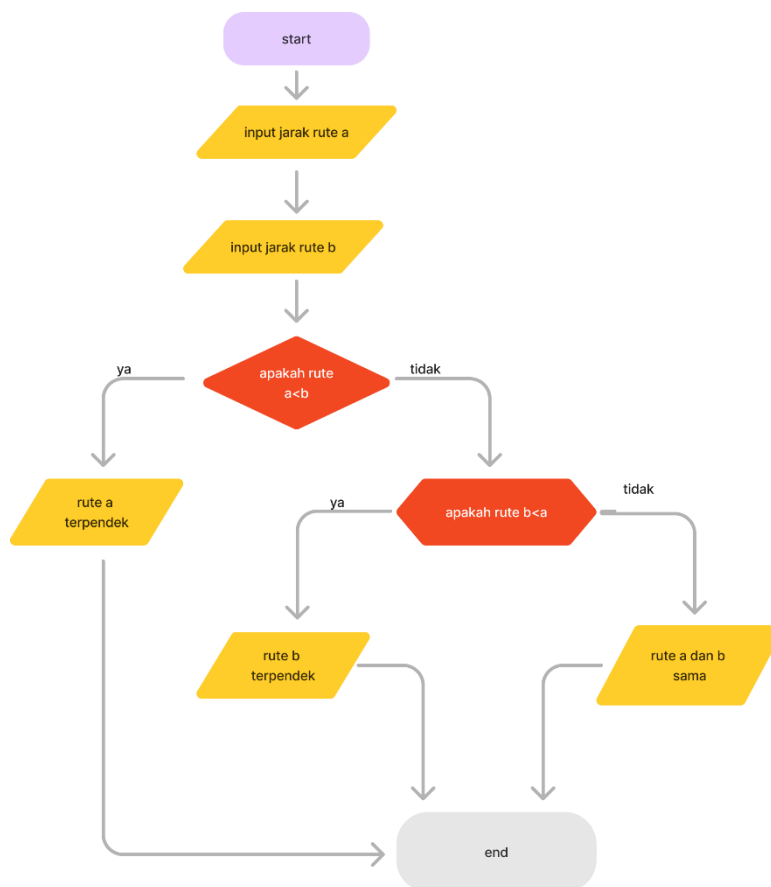 start
input jarak rute a
input jarak rute b
apakah rute
a<b
ya
tidak
rute a
terpendek
apakah rute b<a
ya
tidak
rute b
terpendek
rute a dan b
sama
end